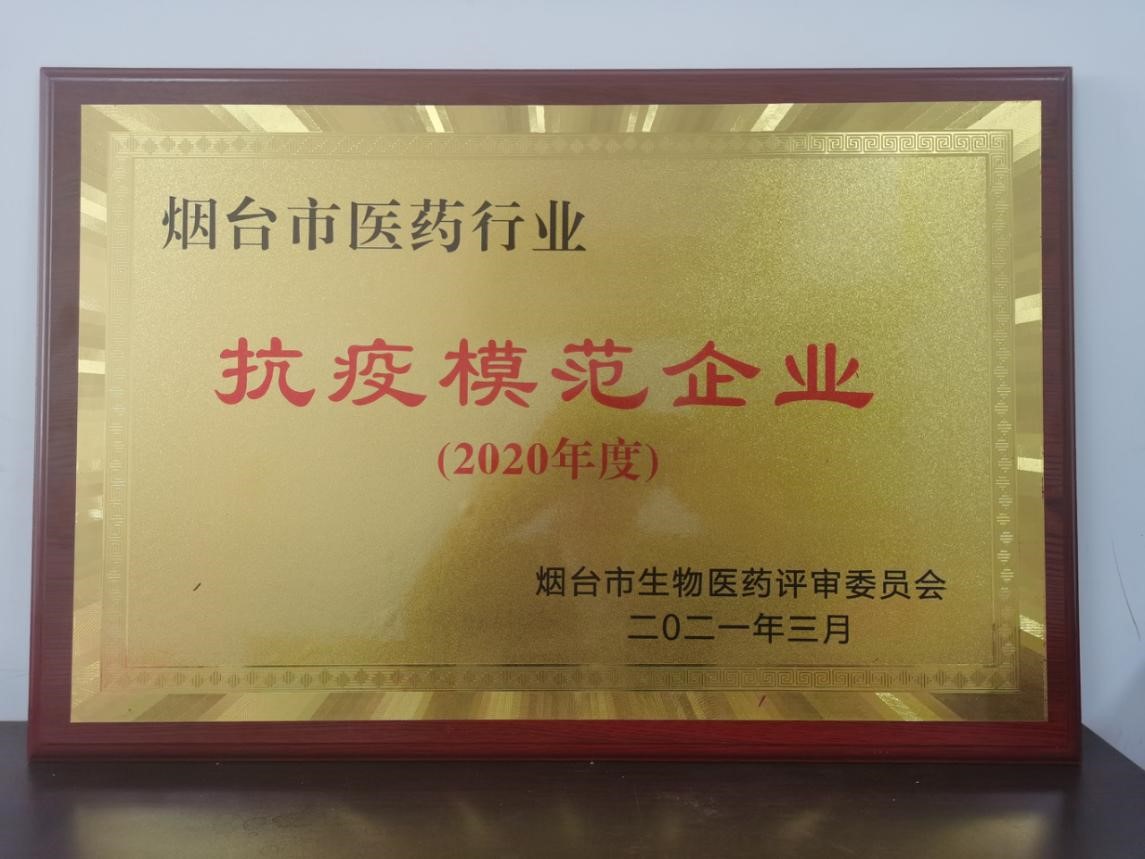 烟台市医药行业
抗疫模范企业
(2020年度)
烟台市生物医药评审委员会
二0二一年三月